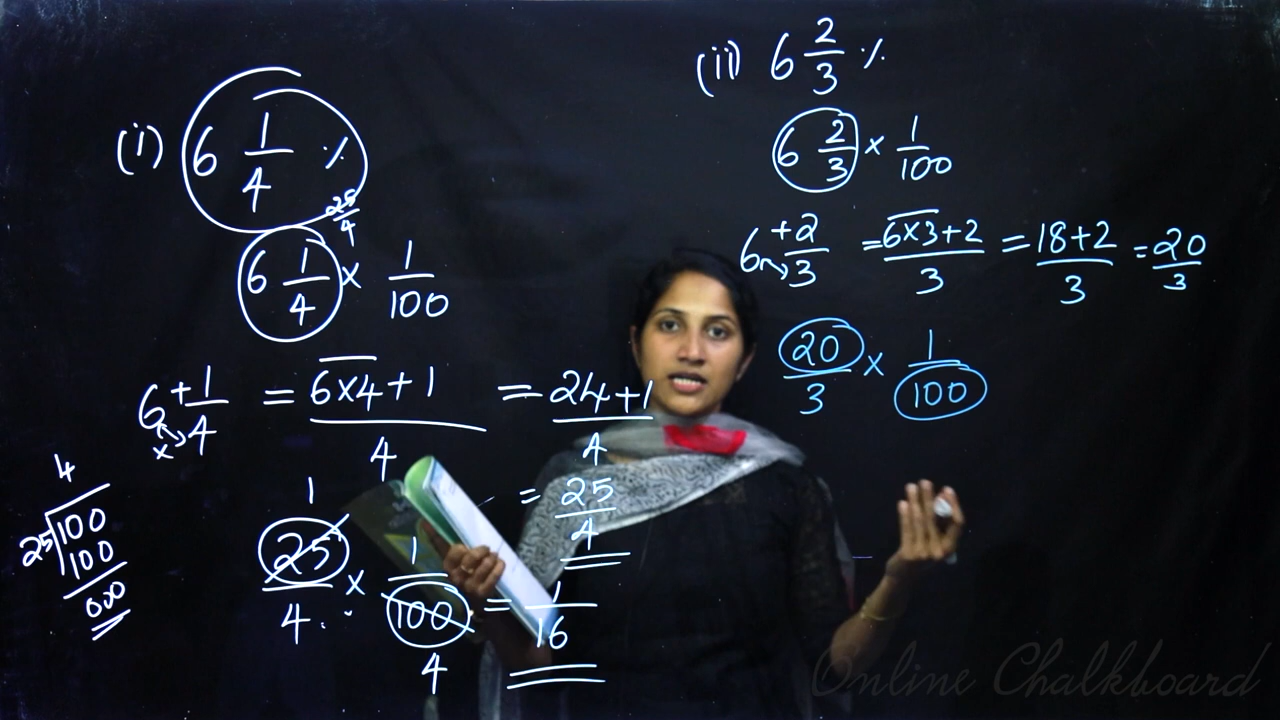 (i) 6 1/4 %
25/4
6 1/4 × 1/100
6 + 1/4 = 6×4+1/4 = 24+1/4
×
= 25/4
4
25)100
100
000
1
25/4 × 1/100 = 1/16
4
(ii) 6 2/3 %
6 2/3 × 1/100
6 + 2/3 = 6×3+2/3 = 18+2/3 = 20/3
20/3 × 1/100
Online Chalkboard